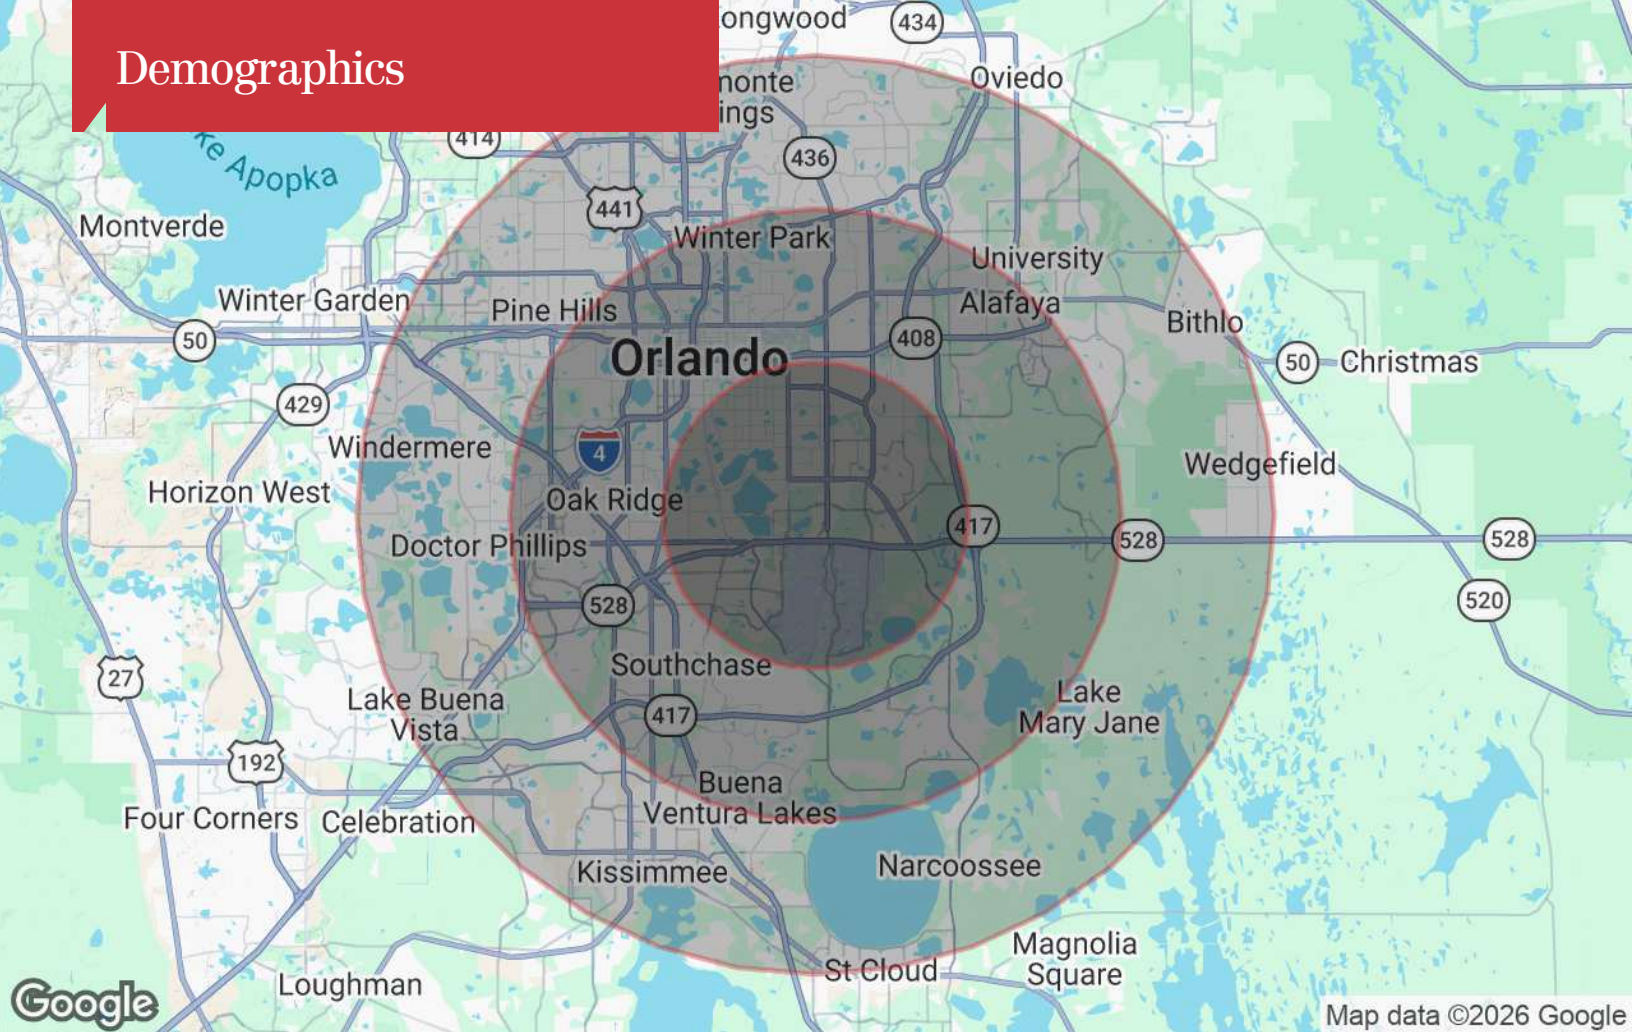 Demographics
ongwood
434
monte
ings
Oviedo
414
436
ke Apopka
441
Montverde
Winter Park
University
Winter Garden
Pine Hills
Alafaya
Bithlo
50
408
Orlando
50
Christmas
429
Windermere
4
Wedgefield
Horizon West
Oak Ridge
417
528
528
Doctor Phillips
528
520
Southchase
27
Lake Buena
Vista
417
Lake
Mary Jane
192
Buena
Ventura Lakes
Four Corners
Celebration
Kissimmee
Narcoossee
Magnolia
Square
St Cloud
Loughman
Google
Map data ©2026 Google